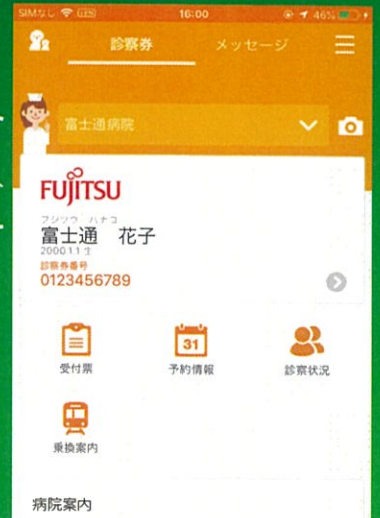 SIMなし 16:00 46%
診察券 メッセージ
富士通病院
FUJITSU
フジツウ ハナコ
富士通 花子
2000.1.1 生
診察券番号
0123456789
31
受付票 予約情報 診察状況
乗換案内
病院案内